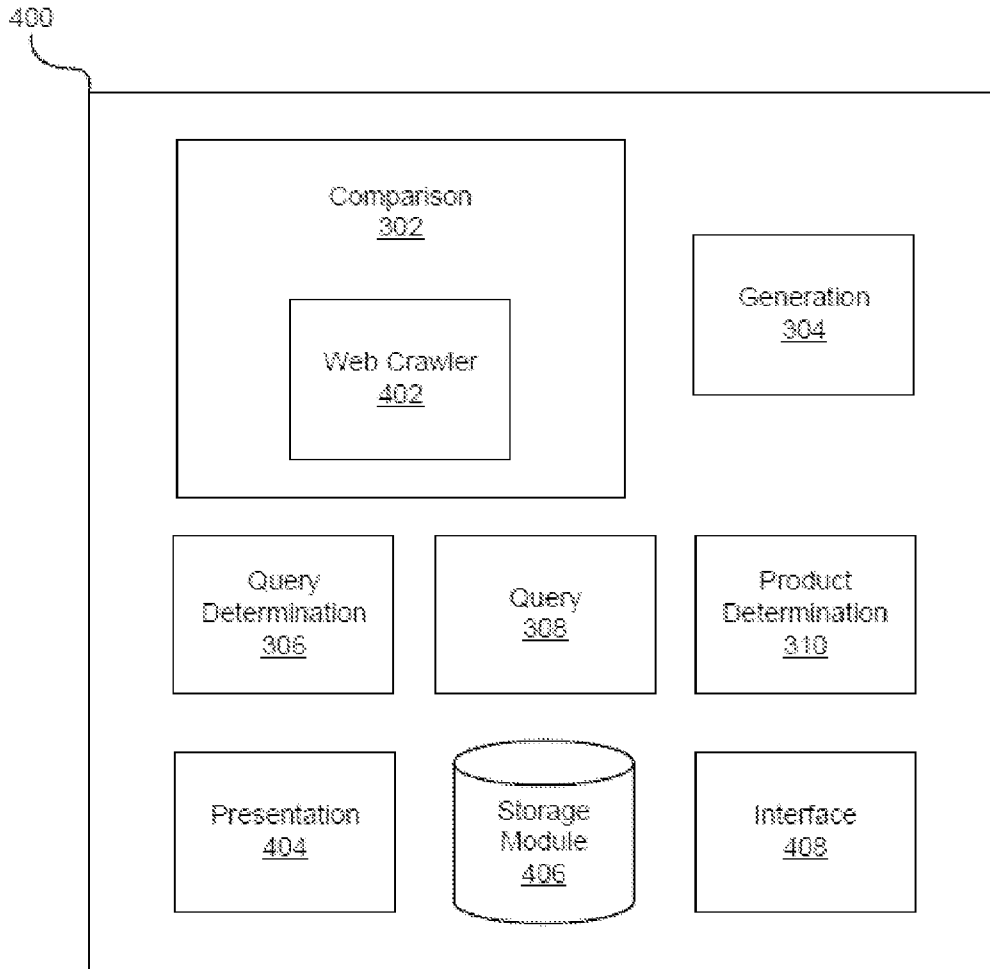 400
Comparison
302
Web Crawler
402
Generation
304
Query
Determination
306
Query
308
Product
Determination
310
Presentation
404
Storage
Module
406
Interface
408